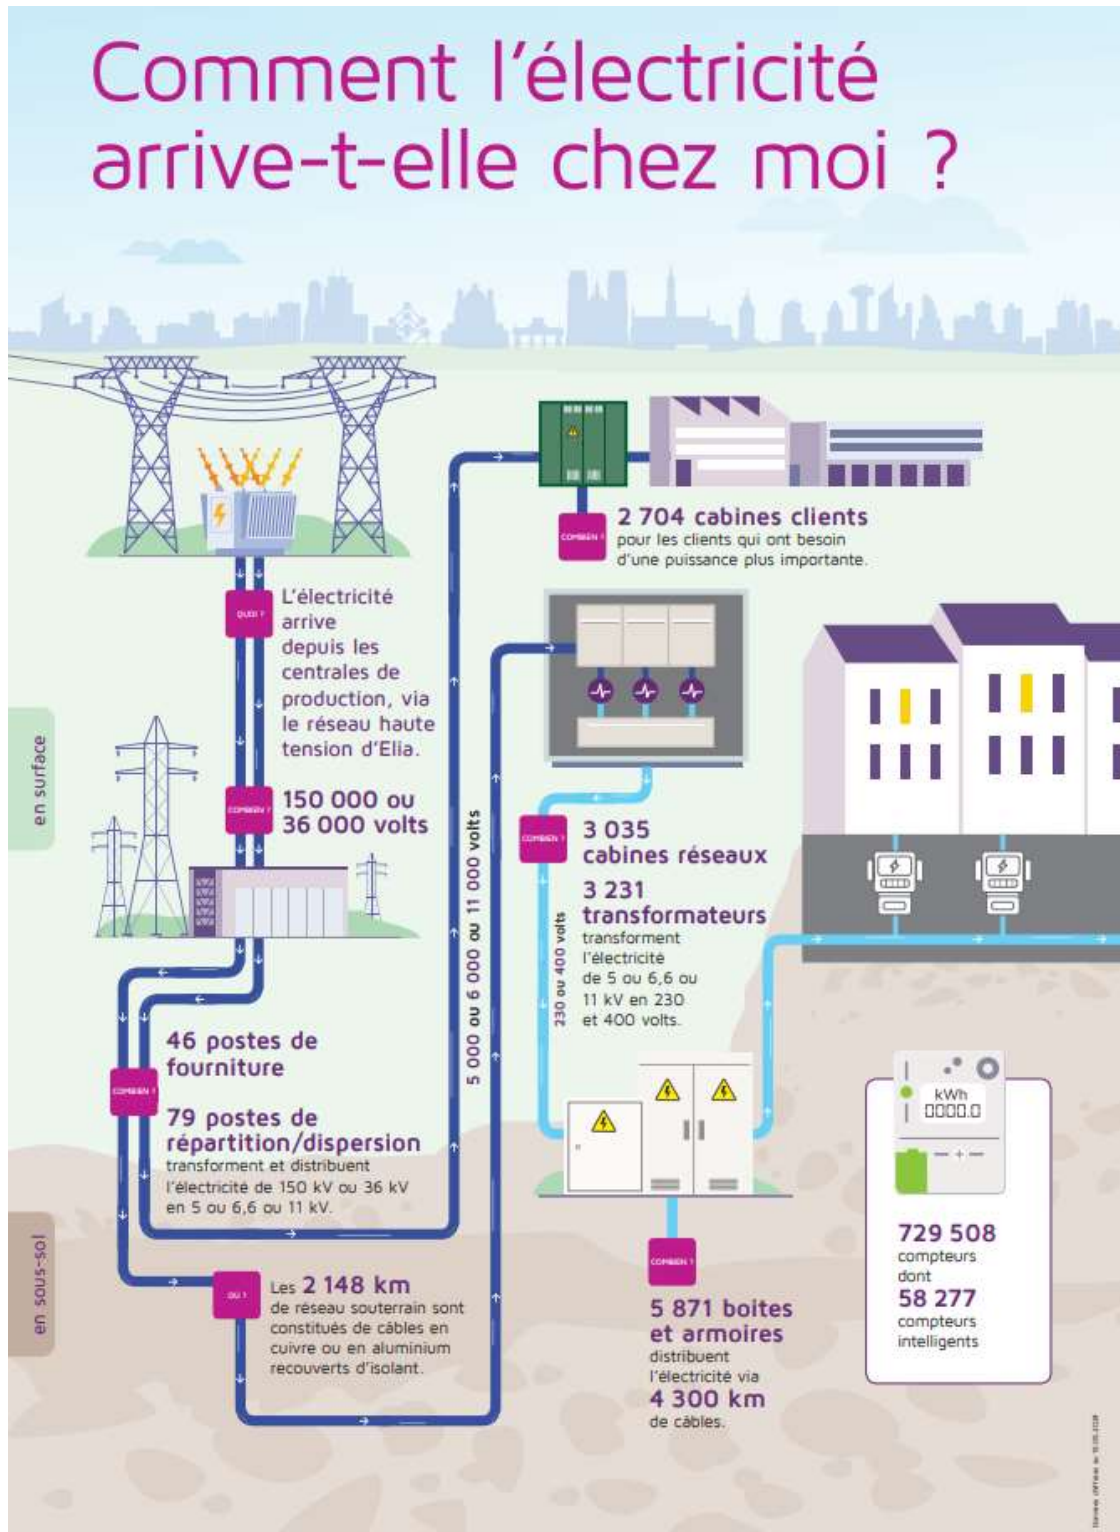 Comment l'électricité
arrive-t-elle chez moi ?
2 704 cabines clients
COMBIEN ?
pour les clients qui ont besoin
d'une puissance plus importante.
QUOI ?
L'électricité
arrive
depuis les
centrales de
production, via
le réseau haute
tension d'Elia.
en surface
COMBIEN ?
150 000 ou
36 000 volts
5 000 ou 6 000 ou 11 000 volts
COMBIEN ?
3 035
cabines réseaux
3 231
transformateurs
transforment
l'électricité
de 5 ou 6,6 ou
11 kV en 230
et 400 volts.
230 ou 400 volts
46 postes de
fourniture
COMBIEN ?
79 postes de
répartition/dispersion
transforment et distribuent
l'électricité de 150 kV ou 36 kV
en 5 ou 6,6 ou 11 kV.
kWh
0000.0
729 508
compteurs
dont
58 277
compteurs
intelligents
en sous-sol
OÙ ?
Les 2 148 km
de réseau souterrain sont
constitués de câbles en
cuivre ou en aluminium
recouverts d'isolant.
COMBIEN ?
5 871 boites
et armoires
distribuent
l'électricité via
4 300 km
de câbles.